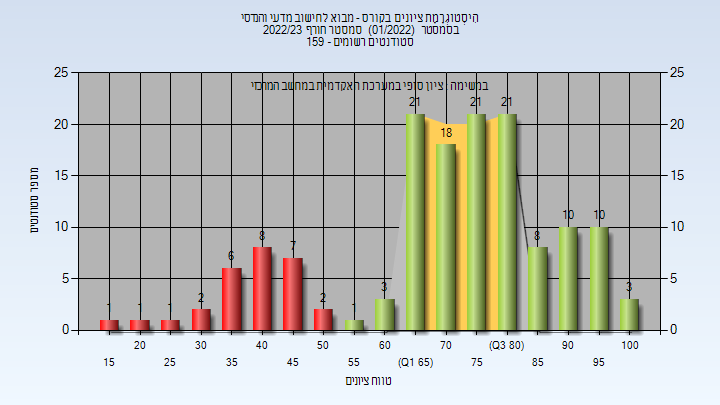 הִיסְטוֹגְרָמַת ציונים בקורס - מבוא לחישוב מדעי והנדסי
בסמסטר (01/2022) סמסטר חורף 2022/23
סטודנטים רשומים - 159
במשימה : ציון סופי במערכת האקדמית במחשב המרכזי
מספר סטודנטים
25 25
20 20
15 15
10 10
5 5
0 0
1 1 1 2 6 8 7 2 1 3 21 18 21 21 8 10 10 3
20 30 40 50 60 70 (Q3 80) 90 100
15 25 35 45 55 (Q1 65) 75 85 95
טווח ציונים